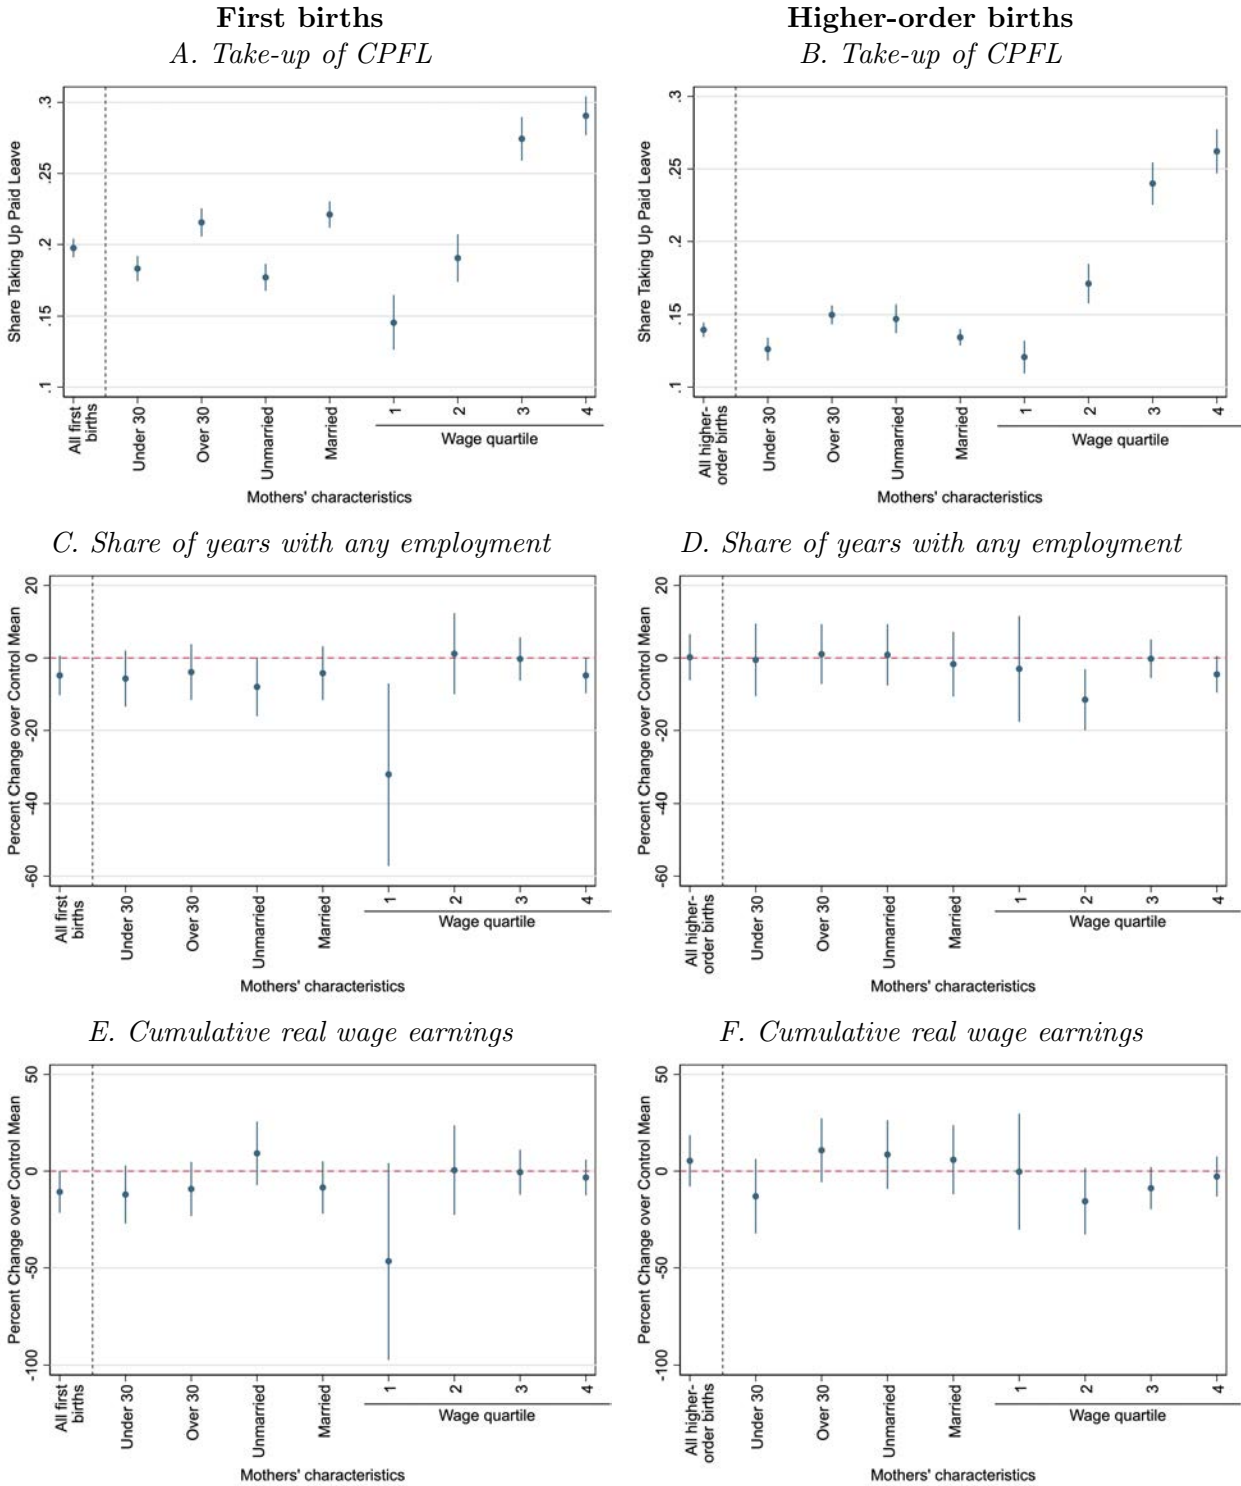 First births
A. Take-up of CPFL
Share Taking Up Paid Leave
.3
.25
.2
.15
.1
All first births
Under 30
Over 30
Unmarried
Married
1
2
3
4
Wage quartile
Mothers' characteristics
Higher-order births
B. Take-up of CPFL
Share Taking Up Paid Leave
.3
.25
.2
.15
.1
All higher-order births
Under 30
Over 30
Unmarried
Married
1
2
3
4
Wage quartile
Mothers' characteristics
C. Share of years with any employment
Percent Change over Control Mean
20
0
-20
-40
-60
All first births
Under 30
Over 30
Unmarried
Married
1
2
3
4
Wage quartile
Mothers' characteristics
D. Share of years with any employment
Percent Change over Control Mean
20
0
-20
-40
-60
All higher-order births
Under 30
Over 30
Unmarried
Married
1
2
3
4
Wage quartile
Mothers' characteristics
E. Cumulative real wage earnings
Percent Change over Control Mean
50
0
-50
-100
All first births
Under 30
Over 30
Unmarried
Married
1
2
3
4
Wage quartile
Mothers' characteristics
F. Cumulative real wage earnings
Percent Change over Control Mean
50
0
-50
-100
All higher-order births
Under 30
Over 30
Unmarried
Married
1
2
3
4
Wage quartile
Mothers' characteristics